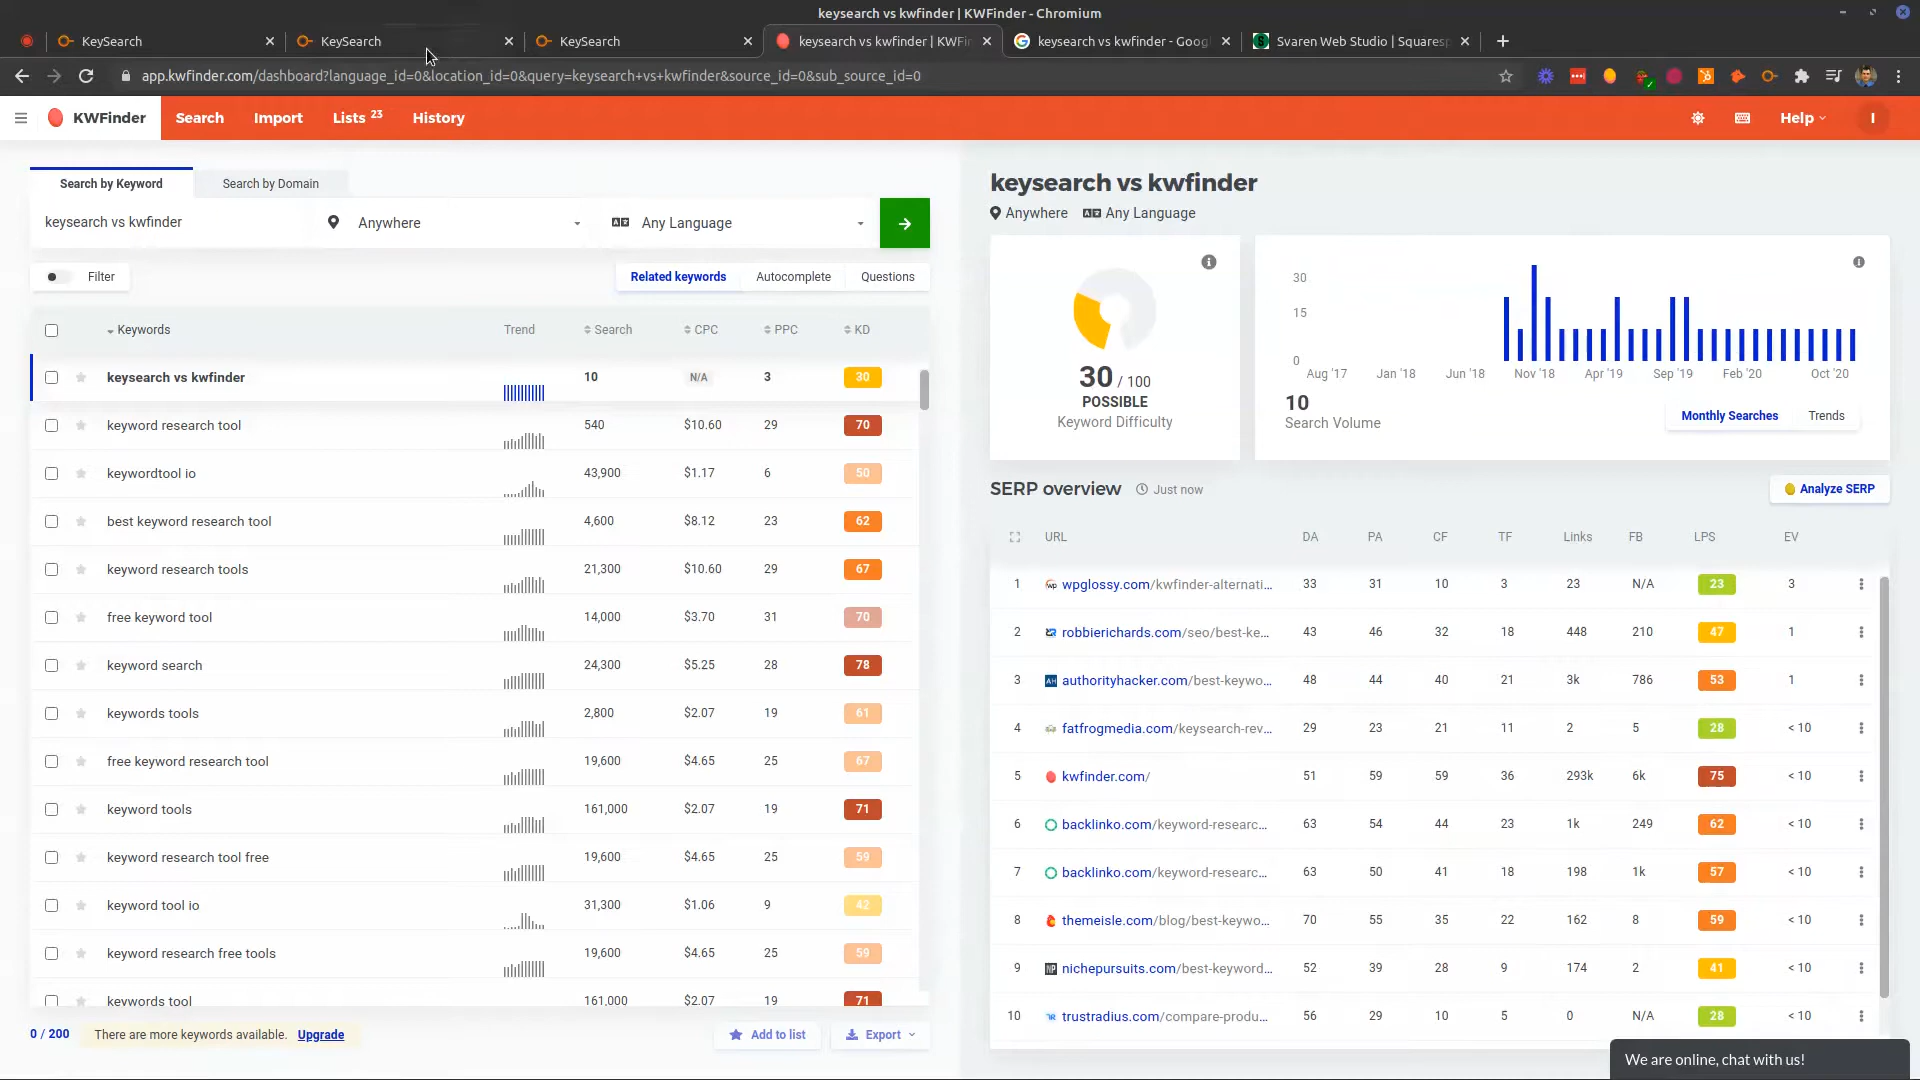 keysearch vs kwfinder | KWFinder - Chromium
KeySearch
KeySearch
KeySearch
keysearch vs kwfinder | KWFin
keysearch vs kwfinder - Goog
Svaren Web Studio | Squaresp
app.kwfinder.com/dashboard?language_id=0&location_id=0&query=keysearch+vs+kwfinder&source_id=0&sub_source_id=0
KWFinder
Search
Import
Lists 23
History
Help
I
Search by Keyword
Search by Domain
keysearch vs kwfinder
Anywhere
Any Language
Filter
Related keywords
Autocomplete
Questions
Keywords Trend Search CPC PPC KD
keysearch vs kwfinder 10 N/A 3 30
keyword research tool 540 $10.60 29 70
keywordtool io 43,900 $1.17 6 50
best keyword research tool 4,600 $8.12 23 62
keyword research tools 21,300 $10.60 29 67
free keyword tool 14,000 $3.70 31 70
keyword search 24,300 $5.25 28 78
keywords tools 2,800 $2.07 19 61
free keyword research tool 19,600 $4.65 25 67
keyword tools 161,000 $2.07 19 71
keyword research tool free 19,600 $4.65 25 59
keyword tool io 31,300 $1.06 9 42
keyword research free tools 19,600 $4.65 25 59
keywords tool 161,000 $2.07 19 71
0 / 200
There are more keywords available. Upgrade
Add to list
Export
keysearch vs kwfinder
Anywhere Any Language
30 / 100
POSSIBLE
Keyword Difficulty
30
15
0
Aug '17 Jan '18 Jun '18 Nov '18 Apr '19 Sep '19 Feb '20 Oct '20
10
Search Volume
Monthly Searches
Trends
SERP overview
Just now
Analyze SERP
URL DA PA CF TF Links FB LPS EV
1 wpglossy.com/kwfinder-alternati... 33 31 10 3 23 N/A 23 3
2 robbierichards.com/seo/best-ke... 43 46 32 18 448 210 47 1
3 authorityhacker.com/best-keywo... 48 44 40 21 3k 786 53 1
4 fatfrogmedia.com/keysearch-rev... 29 23 21 11 2 5 28 < 10
5 kwfinder.com/ 51 59 59 36 293k 6k 75 < 10
6 backlinko.com/keyword-researc... 63 54 44 23 1k 249 62 < 10
7 backlinko.com/keyword-researc... 63 50 41 18 198 1k 57 < 10
8 themeisle.com/blog/best-keywo... 70 55 35 22 162 8 59 < 10
9 nichepursuits.com/best-keyword... 52 39 28 9 174 2 41 < 10
10 trustradius.com/compare-produ... 56 29 10 5 0 N/A 28 < 10
We are online, chat with us!